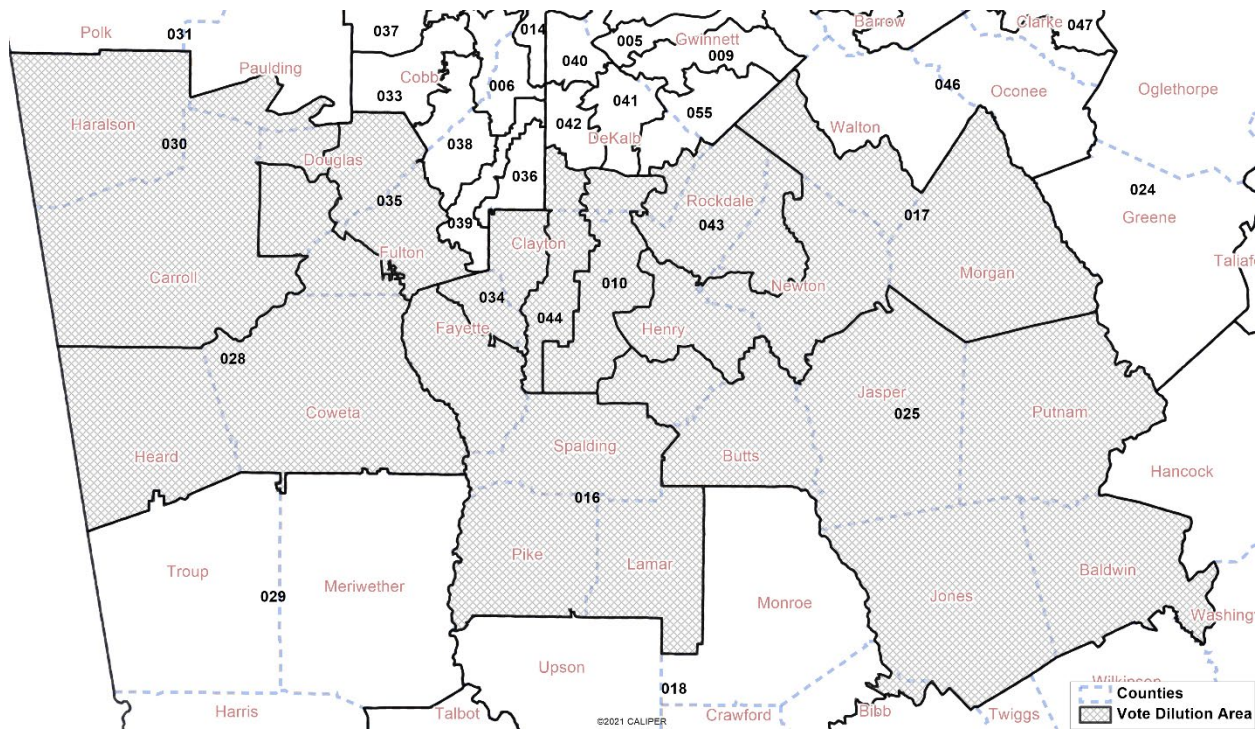 Polk
031
037
014
005
Gwinnett
Barrow
Clarke
047
Paulding
Cobb
040
009
033
006
041
055
046
Oconee
Oglethorpe
Haralson
030
038
042
DeKalb
Walton
Douglas
036
024
035
Rockdale
017
Greene
039
043
Fulton
Clayton
Morgan
Carroll
034
010
Newton
044
Fayette
Henry
028
Jasper
Coweta
025
Putnam
Spalding
Heard
Butts
Hancock
016
Pike
Lamar
Troup
Meriwether
Baldwin
029
Monroe
Jones
Upson
018
Harris
Talbot
©2021 CALIPER
Crawford
Bibb
Twiggs
Counties
Vote Dilution Area